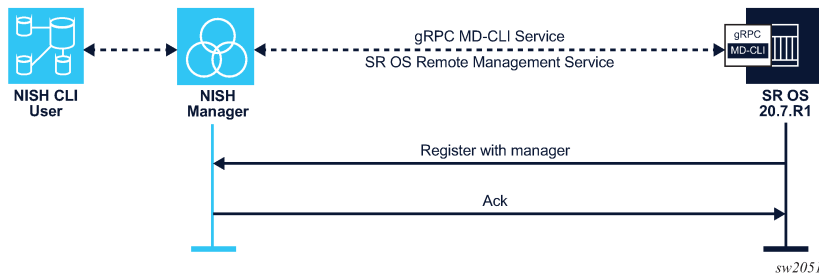 gRPC MD-CLI Service
SR OS Remote Management Service
gRPC
MD-CLI
NISH CLI
User
NISH
Manager
SR OS
20.7.R1
Register with manager
Ack
sw2051